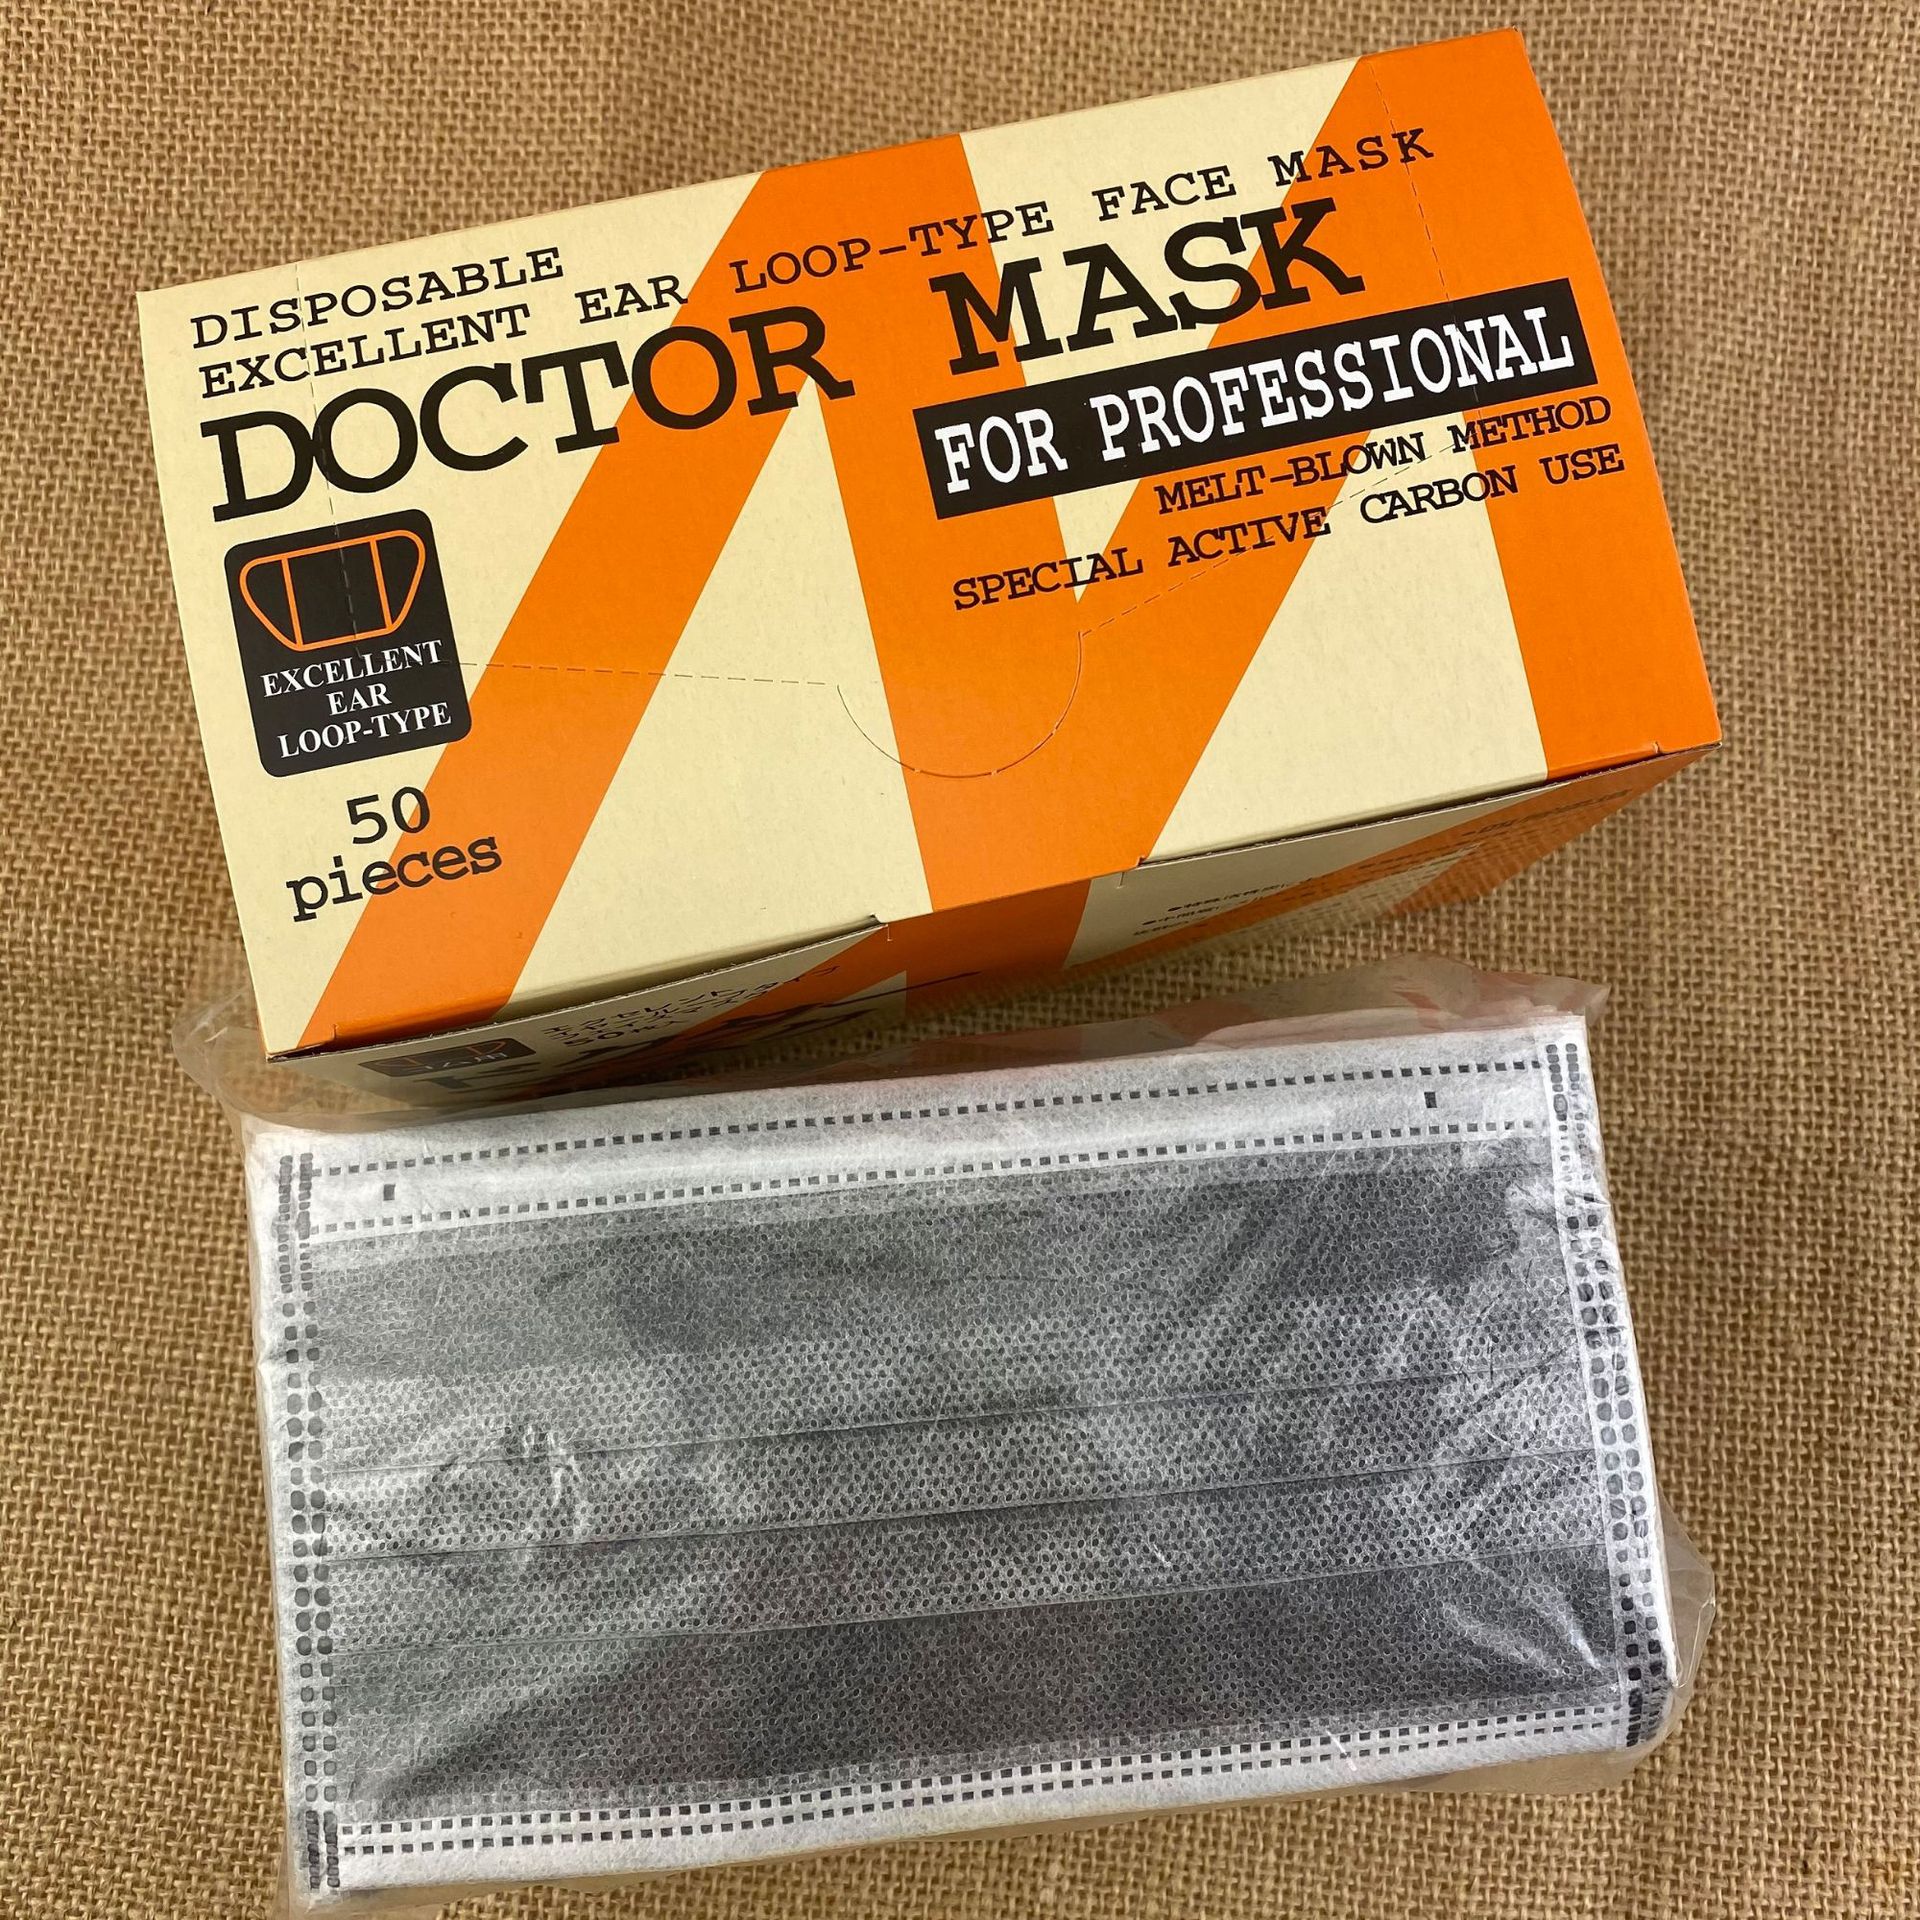 DISPOSABLE
EXCELLENT EAR LOOP-TYPE FACE MASK
DOCTOR MASK
FOR PROFESSIONAL
MELT-BLOWN METHOD
SPECIAL ACTIVE CARBON USE
EXCELLENT
EAR
LOOP-TYPE
50
pieces